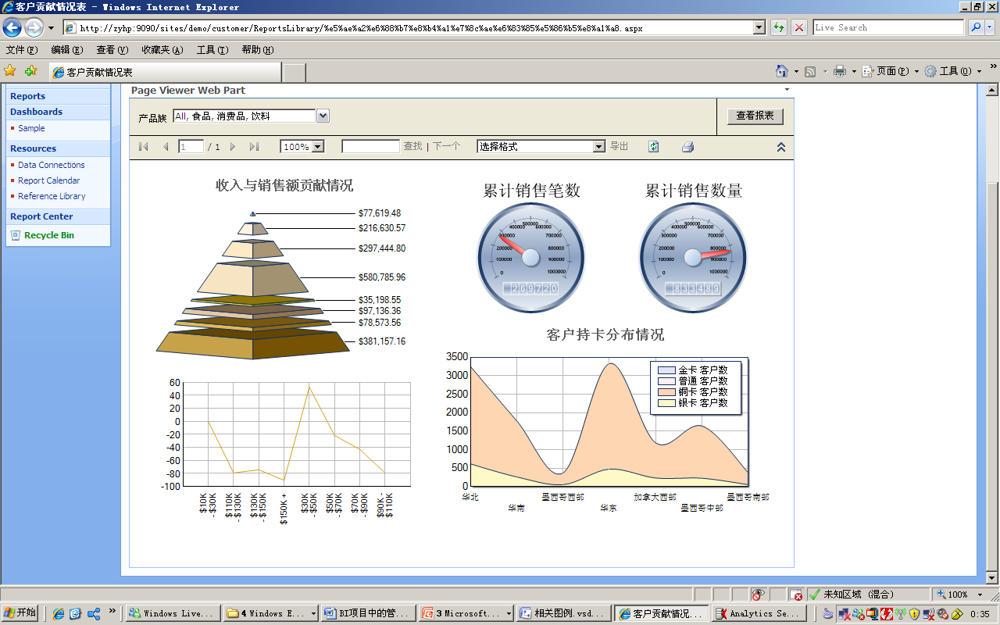 客户贡献情况表 - Windows Internet Explorer
http://zyhp:9090/sites/demo/customer/ReportsLibrary/%e5%ae%a2%e6%88%b7%e8%b4%a1%e7%8c%ae%e6%83%85%e5%86%b5%e8%a1%a8.aspx
Live Search
文件(F) 编辑(E) 查看(V) 收藏夹(A) 工具(T) 帮助(H)
客户贡献情况表
页面(P) 工具(O) »
Page Viewer Web Part
Reports
Dashboards
Sample
Resources
Data Connections
Report Calendar
Reference Library
Report Center
Recycle Bin
产品族 All, 食品, 消费品, 饮料 查看报表
1 / 1 100% 查找 | 下一个 选择格式 导出
收入与销售额贡献情况
$77,619.48
$216,630.57
$297,444.80
$580,785.96
$35,198.55
$97,136.36
$78,573.56
$381,157.16
累计销售笔数
0
100000
200000
300000
400000
500000
600000
700000
800000
900000
1000000
269720
累计销售数量
0
100000
200000
300000
400000
500000
600000
700000
800000
900000
1000000
833489
60
40
20
0
-20
-40
-60
-80
-100
$10K - $30K
$110K - $130K
$130K - $150K
$150K +
$30K - $50K
$50K - $70K
$70K - $90K
$90K - $110K
客户持卡分布情况
3500
3000
2500
2000
1500
1000
500
0
金卡 客户数
普通 客户数
铜卡 客户数
银卡 客户数
华北
华南
墨西哥西部
华东
加拿大西部
墨西哥中部
墨西哥南部
未知区域 (混合) 100%
开始 » Windows Live... 4 Windows E... BI项目中的管... 3 Microsoft... 相关图例.vsd... 客户贡献情况... Analytics Se... 0:35